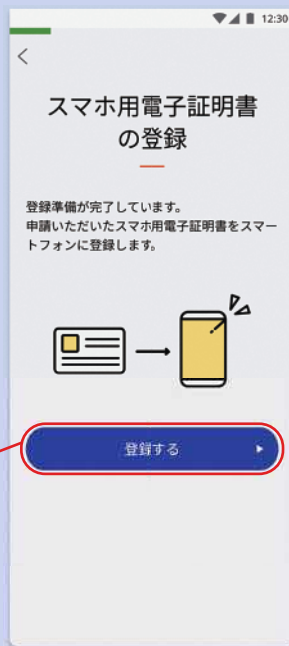 12:30
スマホ用電子証明書
の登録
登録準備が完了しています。
申請いただいたスマホ用電子証明書をスマー
トフォンに登録します。
登録する